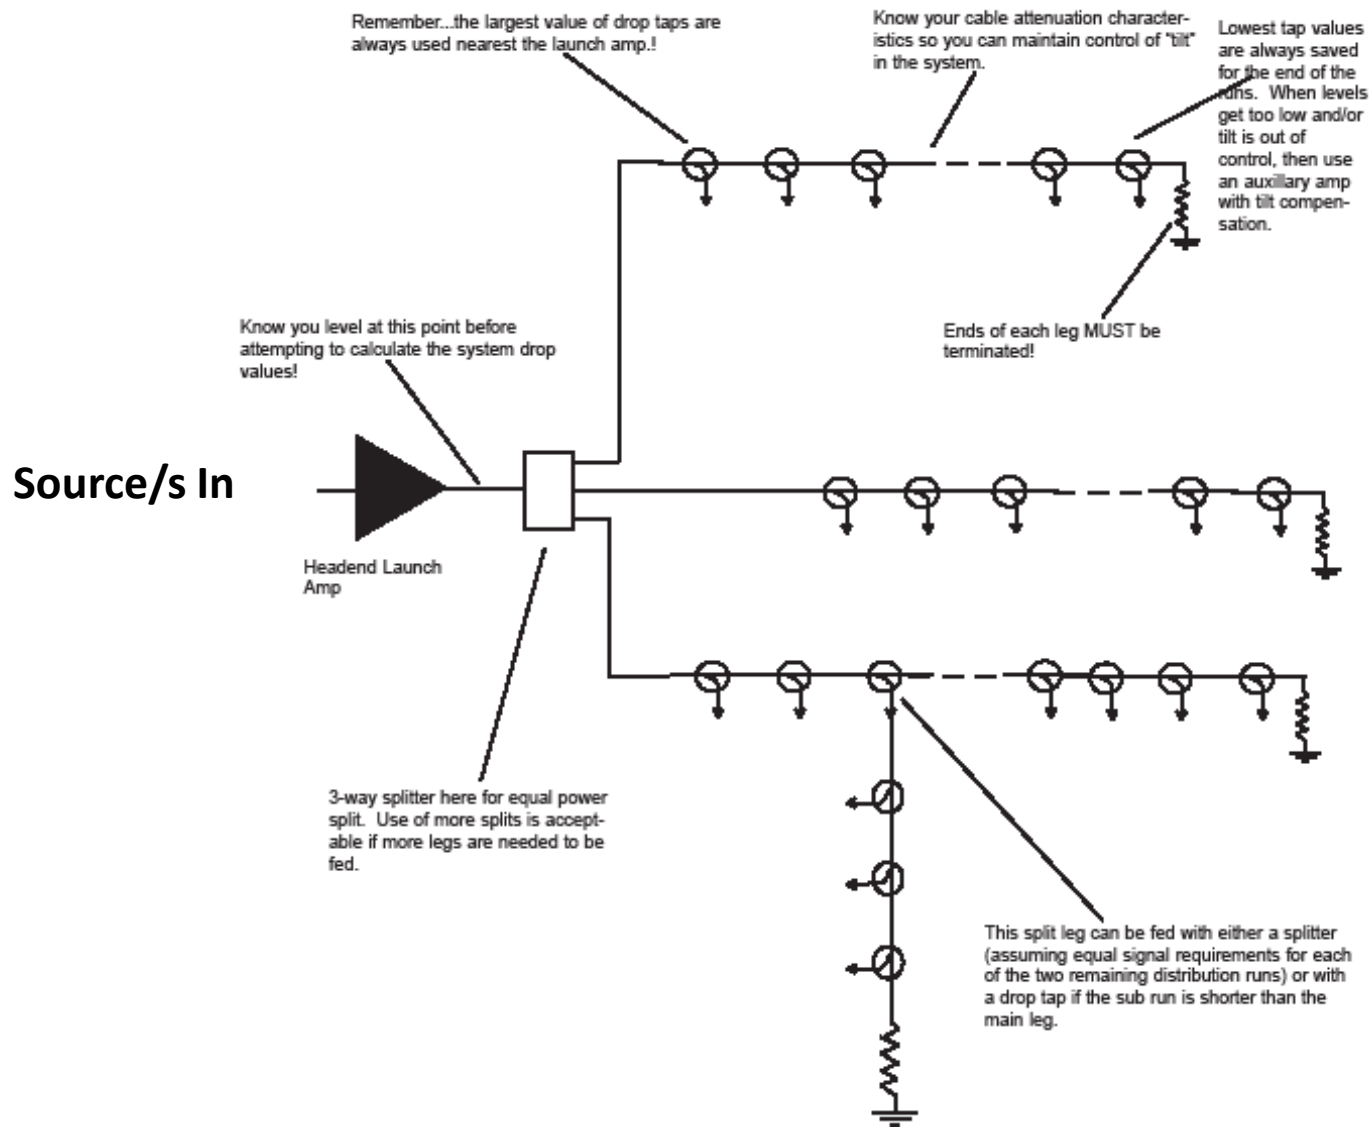 Remember...the largest value of drop taps are
always used nearest the launch amp.!
Know your cable attenuation character-
istics so you can maintain control of "tilt"
in the system.
Lowest tap values
are always saved
for the end of the
runs. When levels
get too low and/or
tilt is out of
control, then use
an auxillary amp
with tilt compen-
sation.
Ends of each leg MUST be
terminated!
Know you level at this point before
attempting to calculate the system drop
values!
Source/s In
Headend Launch
Amp
3-way splitter here for equal power
split. Use of more splits is accept-
able if more legs are needed to be
fed.
This split leg can be fed with either a splitter
(assuming equal signal requirements for each
of the two remaining distribution runs) or with
a drop tap if the sub run is shorter than the
main leg.